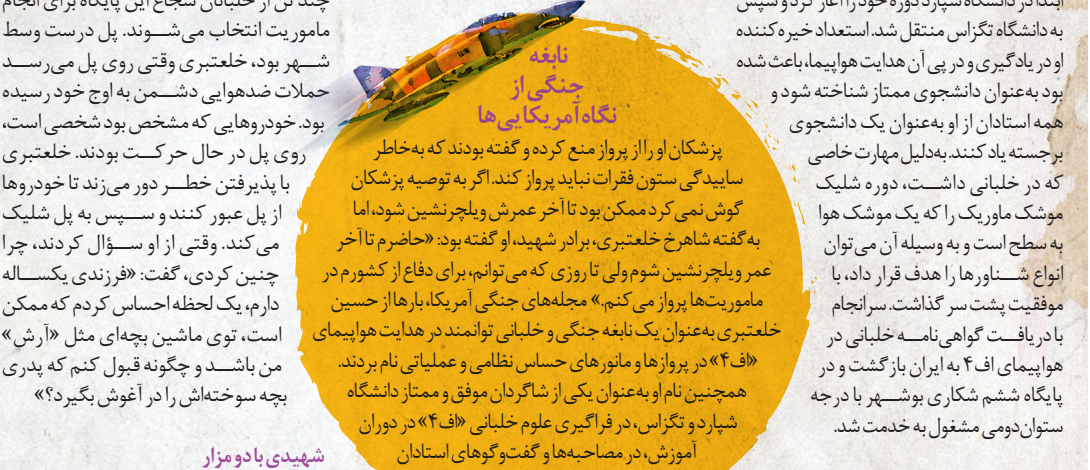 ابتدا در دانشگاه شپارد دوره خود را آغاز کرد و سپس
به دانشگاه تگزاس منتقل شد. استعداد خیره‌کننده
او در یادگیری و در پی آن هدایت هواپیما، باعث شده
بود به‌عنوان دانشجوی ممتاز شناخته شود و
همه استادان از او به‌عنوان یک دانشجوی
برجسته یاد کنند. به‌دلیل مهارت خاصی
که در خلبانی داشت، دوره شلیک
موشک ماوریک را که یک موشک هوا
به سطح است و به وسیله آن می‌توان
انواع شناورها را هدف قرار داد، با
موفقیت پشت سر گذاشت. سرانجام
با دریافت گواهی‌نامه خلبانی در
هواپیمای اف۴ به ایران بازگشت و در
پایگاه ششم شکاری بوشهر با درجه
ستوان‌دومی مشغول به خدمت شد.
نابغه
جنگی از
نگاه آمریکایی‌ها
پزشکان او را از پرواز منع کرده و گفته بودند که به‌خاطر
ساییدگی ستون فقرات نباید پرواز کند. اگر به توصیه پزشکان
گوش نمی‌کرد ممکن بود تا آخر عمرش ویلچرنشین شود، اما
به گفته شاهرخ خلعتبری، برادر شهید، او گفته بود: «حاضرم تا آخر
عمر ویلچرنشین شوم ولی تا روزی که می‌توانم، برای دفاع از کشورم در
ماموریت‌ها پرواز می‌کنم.» مجله‌های جنگی آمریکا، بارها از حسین
خلعتبری به‌عنوان یک نابغه جنگی و خلبانی توانمند در هدایت هواپیمای
«اف۴» در پروازها و مانورهای حساس نظامی و عملیاتی نام بردند.
همچنین نام او به‌عنوان یکی از شاگردان موفق و ممتاز دانشگاه
شپارد و تگزاس، در فراگیری علوم خلبانی «اف۴» در دوران
آموزش، در مصاحبه‌ها و گفت‌وگوهای استادان
چند تن از خلبانان شجاع این پایگاه برای انجام
ماموریت انتخاب می‌شوند. پل درست وسط
شهر بود، خلعتبری وقتی روی پل می‌رسد
حملات ضدهوایی دشمن به اوج خود رسیده
بود. خودروهایی که مشخص بود شخصی است،
روی پل در حال حرکت بودند. خلعتبری
با پذیرفتن خطر دور می‌زند تا خودروها
از پل عبور کنند و سپس به پل شلیک
می‌کند. وقتی از او سؤال کردند، چرا
چنین کردی، گفت: «فرزندی یکساله
دارم، یک لحظه احساس کردم که ممکن
است، توی ماشین بچه‌ای مثل «آرش»
من باشد و چگونه قبول کنم که پدری
بچه سوخته‌اش را در آغوش بگیرد؟»
شهیدی با دو مزار